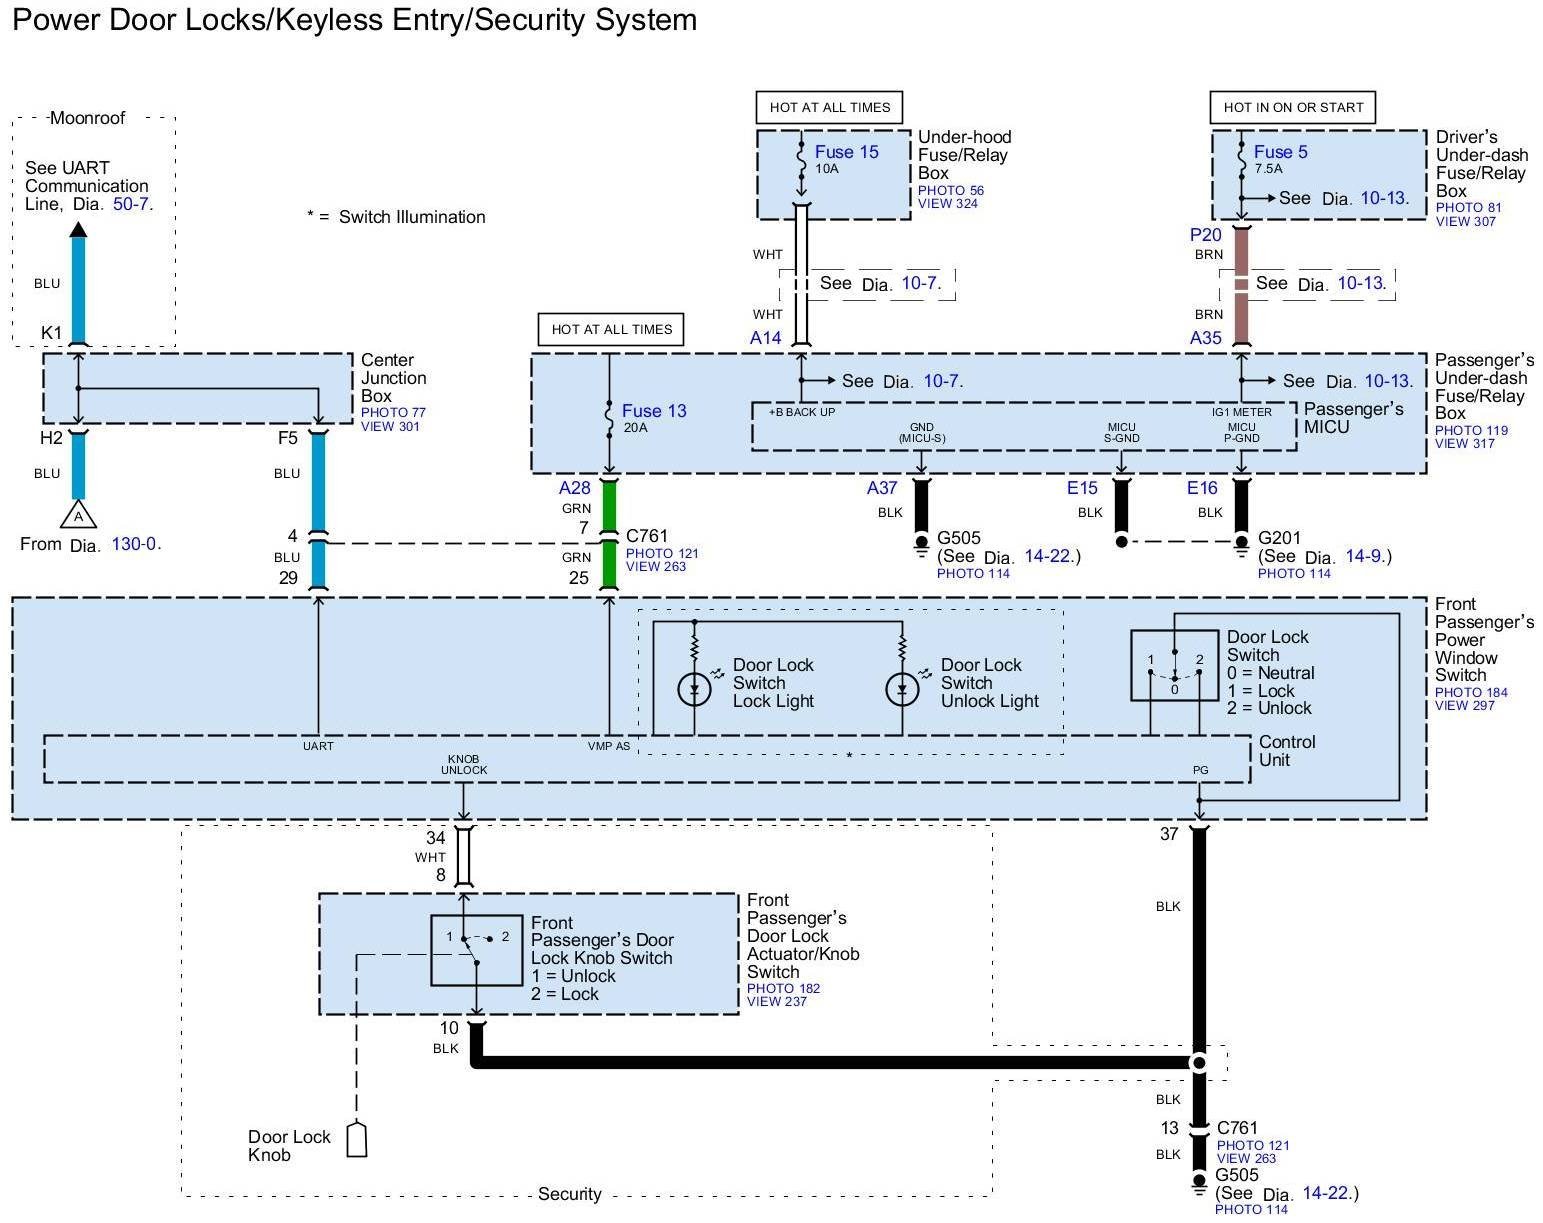 Power Door Locks/Keyless Entry/Security System
Moonroof
See UART
Communication
Line, Dia. 50-7.
BLU
K1
* = Switch Illumination
HOT AT ALL TIMES
Fuse 15
10A
Under-hood
Fuse/Relay
Box
PHOTO 56
VIEW 324
HOT IN ON OR START
Fuse 5
7.5A
See Dia. 10-13.
Driver's
Under-dash
Fuse/Relay
Box
PHOTO 81
VIEW 307
WHT
See Dia. 10-7.
WHT
A14
P20
BRN
See Dia. 10-13.
BRN
A35
Center
Junction
Box
PHOTO 77
VIEW 301
H2
BLU
A
From Dia. 130-0.
F5
BLU
4
BLU
29
HOT AT ALL TIMES
Fuse 13
20A
See Dia. 10-7.
See Dia. 10-13.
+B BACK UP
IG1 METER
GND
(MICU-S)
MICU
S-GND
MICU
P-GND
Passenger's
MICU
Passenger's
Under-dash
Fuse/Relay
Box
PHOTO 119
VIEW 317
A28
GRN
7
C761
PHOTO 121
VIEW 263
GRN
25
A37
BLK
G505
(See Dia. 14-22.)
PHOTO 114
E15
BLK
E16
BLK
G201
(See Dia. 14-9.)
PHOTO 114
Front
Passenger's
Power
Window
Switch
PHOTO 184
VIEW 297
Door Lock
Switch
Lock Light
Door Lock
Switch
Unlock Light
1
2
0
Door Lock
Switch
0 = Neutral
1 = Lock
2 = Unlock
UART
KNOB
UNLOCK
VMP AS
*
PG
Control
Unit
34
WHT
8
1
2
Front
Passenger's Door
Lock Knob Switch
1 = Unlock
2 = Lock
Front
Passenger's
Door Lock
Actuator/Knob
Switch
PHOTO 182
VIEW 237
10
BLK
Door Lock
Knob
Security
37
BLK
BLK
13
C761
PHOTO 121
VIEW 263
BLK
G505
(See Dia. 14-22.)
PHOTO 114